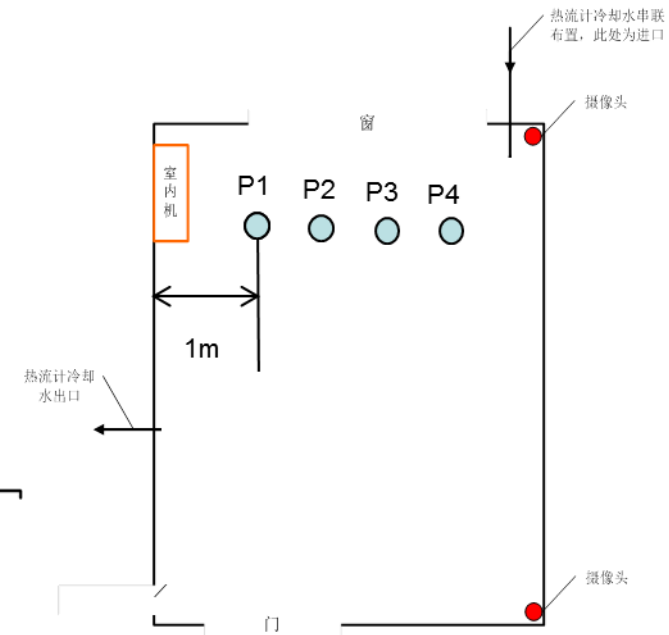 热流计冷却水串联
布置，此处为进口
摄像头
窗
室
内
机
P1
P2
P3
P4
1m
热流计冷却
水出口
摄像头
门